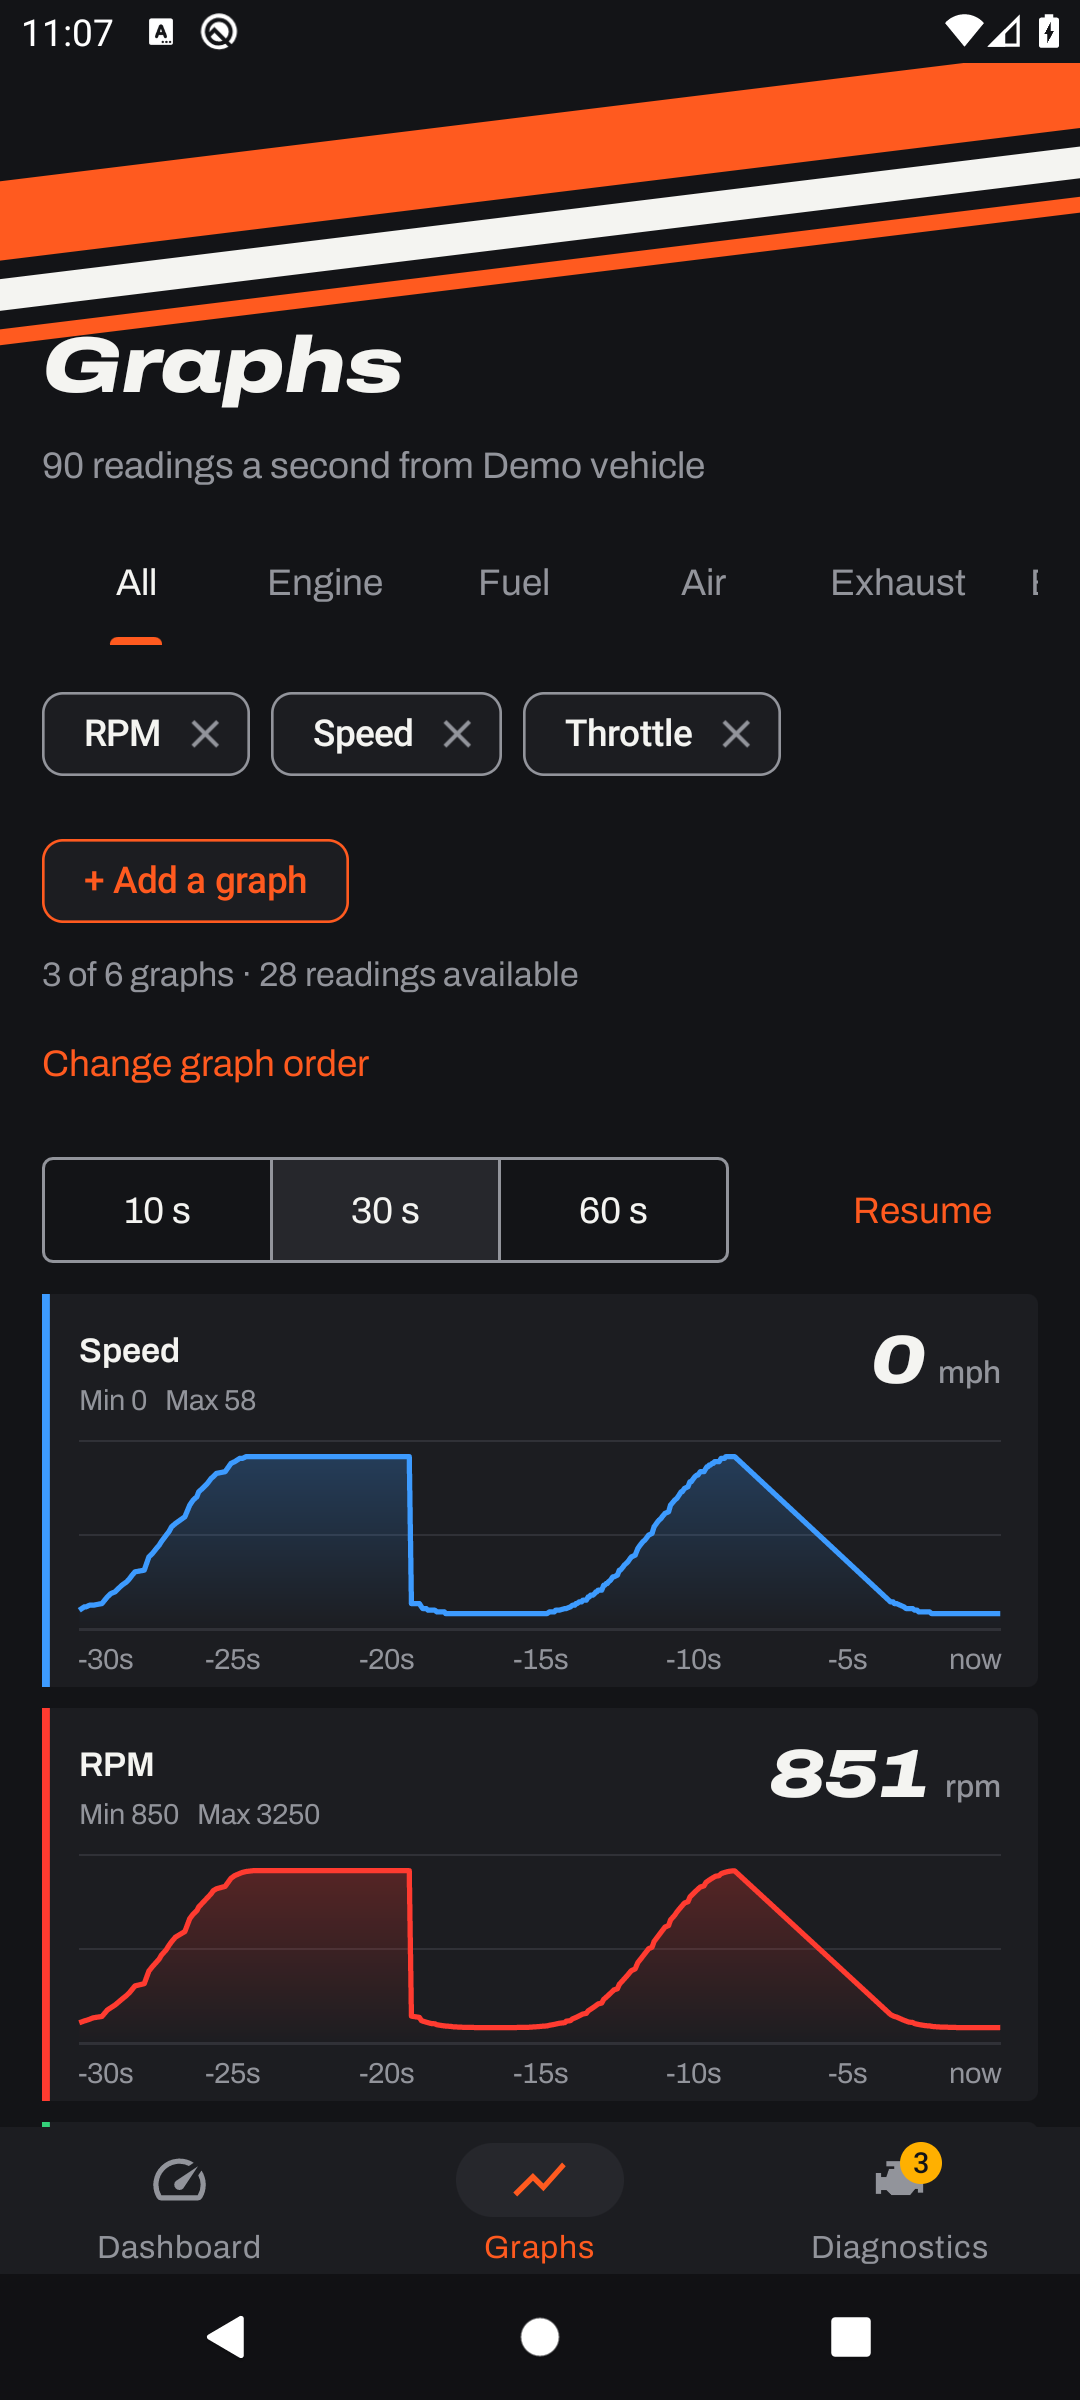 11:07
Graphs
90 readings a second from Demo vehicle
All Engine Fuel Air Exhaust
RPM Speed Throttle
+ Add a graph
3 of 6 graphs · 28 readings available
Change graph order
10 s 30 s 60 s Resume
Speed 0 mph
Min 0 Max 58
-30s -25s -20s -15s -10s -5s now
RPM 851 rpm
Min 850 Max 3250
-30s -25s -20s -15s -10s -5s now
3
Dashboard Graphs Diagnostics